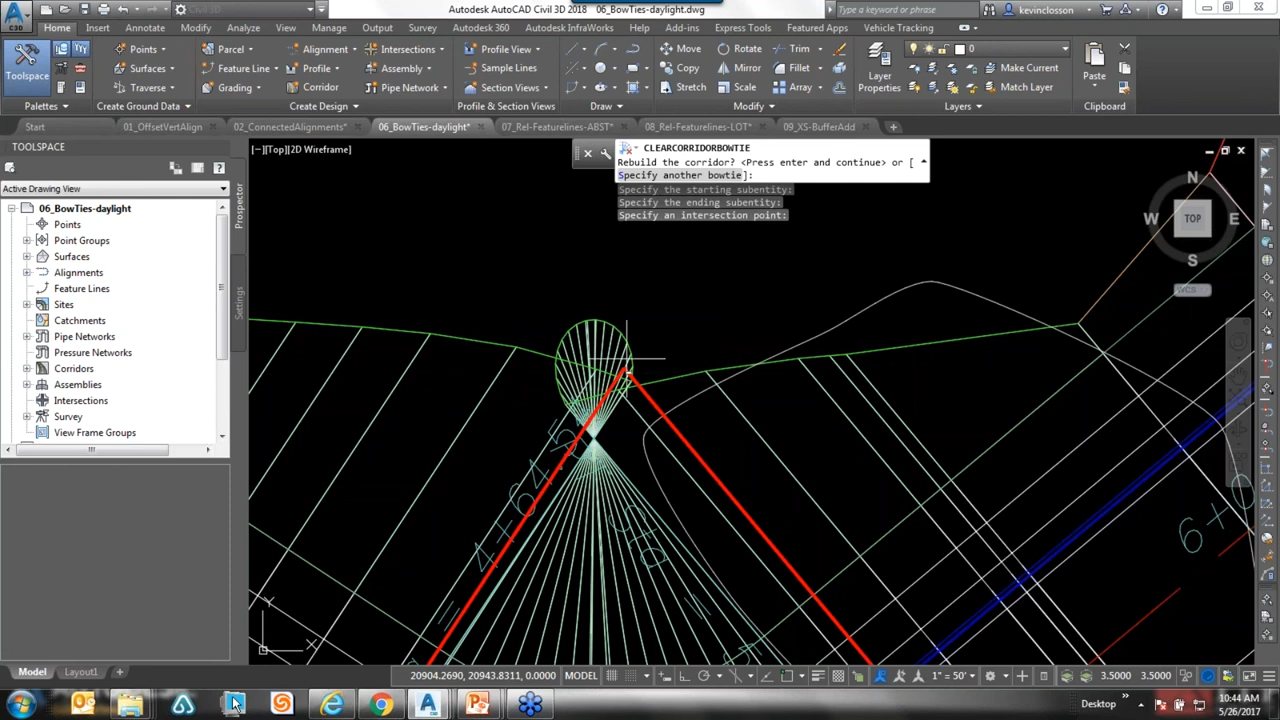 C3D
Civil 3D
Autodesk AutoCAD Civil 3D 2018 06_BowTies-daylight.dwg
Type a keyword or phrase
kevinclosson
Home Insert Annotate Modify Analyze View Manage Output Survey Autodesk 360 Autodesk InfraWorks Help Add-ins Express Tools Featured Apps Vehicle Tracking
Toolspace
Points Parcel Alignment Intersections Profile View Move Rotate Trim 0
Surfaces Feature Line Profile Assembly Sample Lines Copy Mirror Fillet Make Current
Traverse Grading Corridor Pipe Network Section Views Stretch Scale Array Match Layer
Layer Properties
Paste
Palettes Create Ground Data Create Design Profile & Section Views Draw Modify Layers Clipboard
Start 01_OffsetVertAlign 02_ConnectedAlignments* 06_BowTies-daylight* 07_Rel-Featurelines-ABST* 08_Rel-Featurelines-LOT* 09_XS-BufferAdd
TOOLSPACE
Active Drawing View
06_BowTies-daylight
Points
Point Groups
Surfaces
Alignments
Feature Lines
Sites
Catchments
Pipe Networks
Pressure Networks
Corridors
Assemblies
Intersections
Survey
View Frame Groups
Prospector
Settings
[−][Top][2D Wireframe]
CLEARCORRIDORBOWTIE
Rebuild the corridor? <Press enter and continue> or [
Specify another bowtie]:
Specify the starting subentity:
Specify the ending subentity:
Specify an intersection point:
N
W TOP E
S
WCS
Y
X
Model Layout1
20904.2690, 20943.8311, 0.0000 MODEL 1" = 50' 3.5000 3.5000
Desktop
10:44 AM
5/26/2017